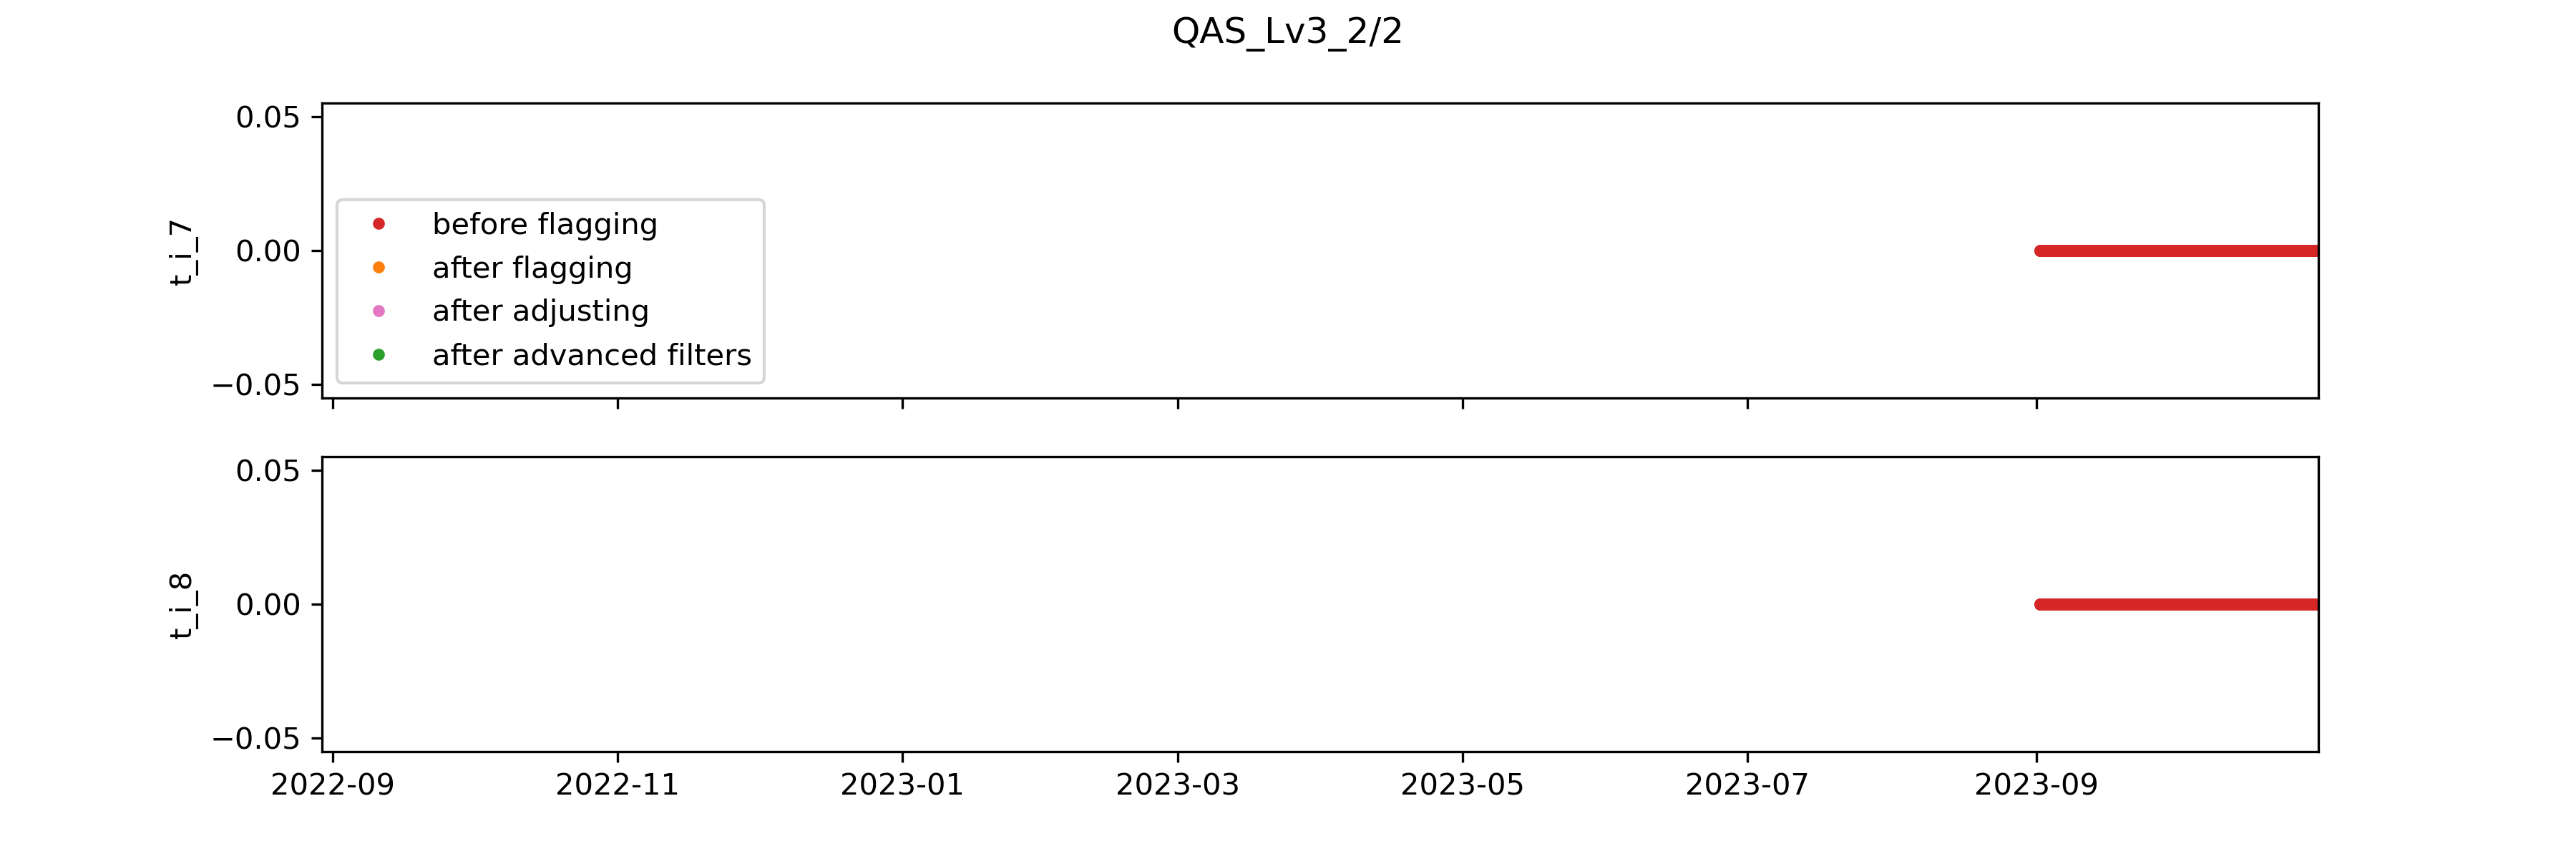 QAS_Lv3_2/2
0.05
0.00
−0.05
t_i_7
before flagging
after flagging
after adjusting
after advanced filters
0.05
0.00
−0.05
t_i_8
2022-09 2022-11 2023-01 2023-03 2023-05 2023-07 2023-09